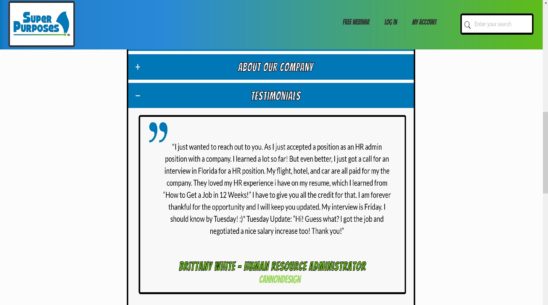 SUPER
PURPOSES
FREE WEBINAR
LOG IN
MY ACCOUNT
Enter your search
+
ABOUT OUR COMPANY
−
TESTIMONIALS
”
"I just wanted to reach out to you. As I just accepted a position as an HR admin
position with a company. I learned a lot so far! But even better, I just got a call for an
interview in Florida for a HR position. My flight, hotel, and car are all paid for my the
company. They loved my HR experience i have on my resume, which I learned from
"How to Get a Job in 12 Weeks!" I have to give you all the credit for that. I am forever
thankful for the opportunity and I will keep you updated. My interview is Friday. I
should know by Tuesday! :)" Tuesday Update: "Hi! Guess what? I got the job and
negotiated a nice salary increase too! Thank you!"
BRITTANY WHITE - HUMAN RESOURCE ADMINISTRATOR
CANNONDESIGN